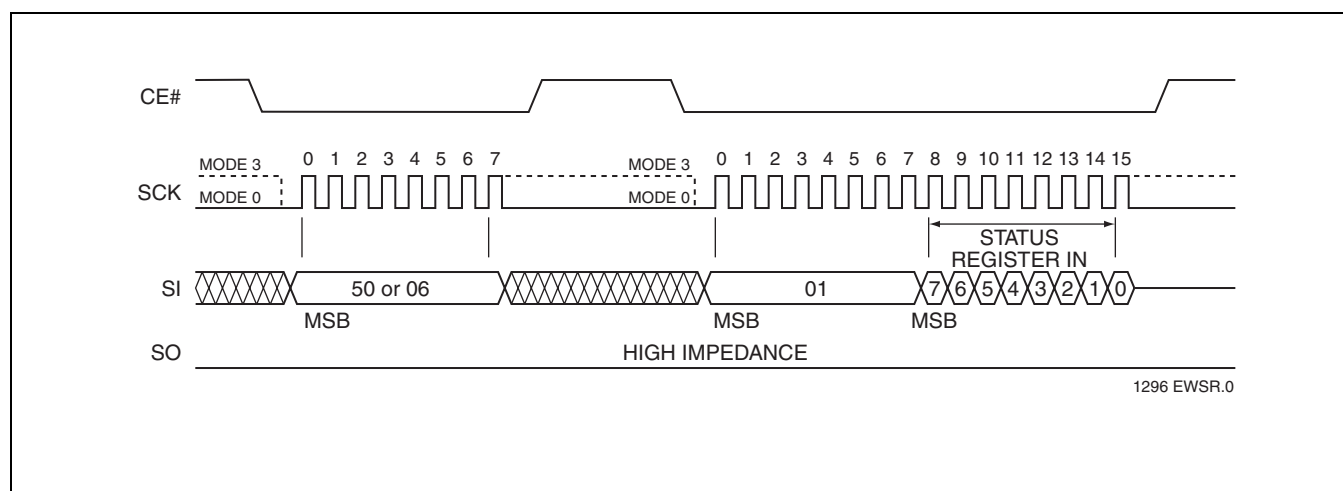 CE#
MODE 3 0 1 2 3 4 5 6 7 MODE 3 0 1 2 3 4 5 6 7 8 9 10 11 12 13 14 15
SCK
MODE 0 MODE 0
STATUS
REGISTER IN
SI 50 or 06 01 7 6 5 4 3 2 1 0
MSB MSB MSB
SO HIGH IMPEDANCE
1296 EWSR.0